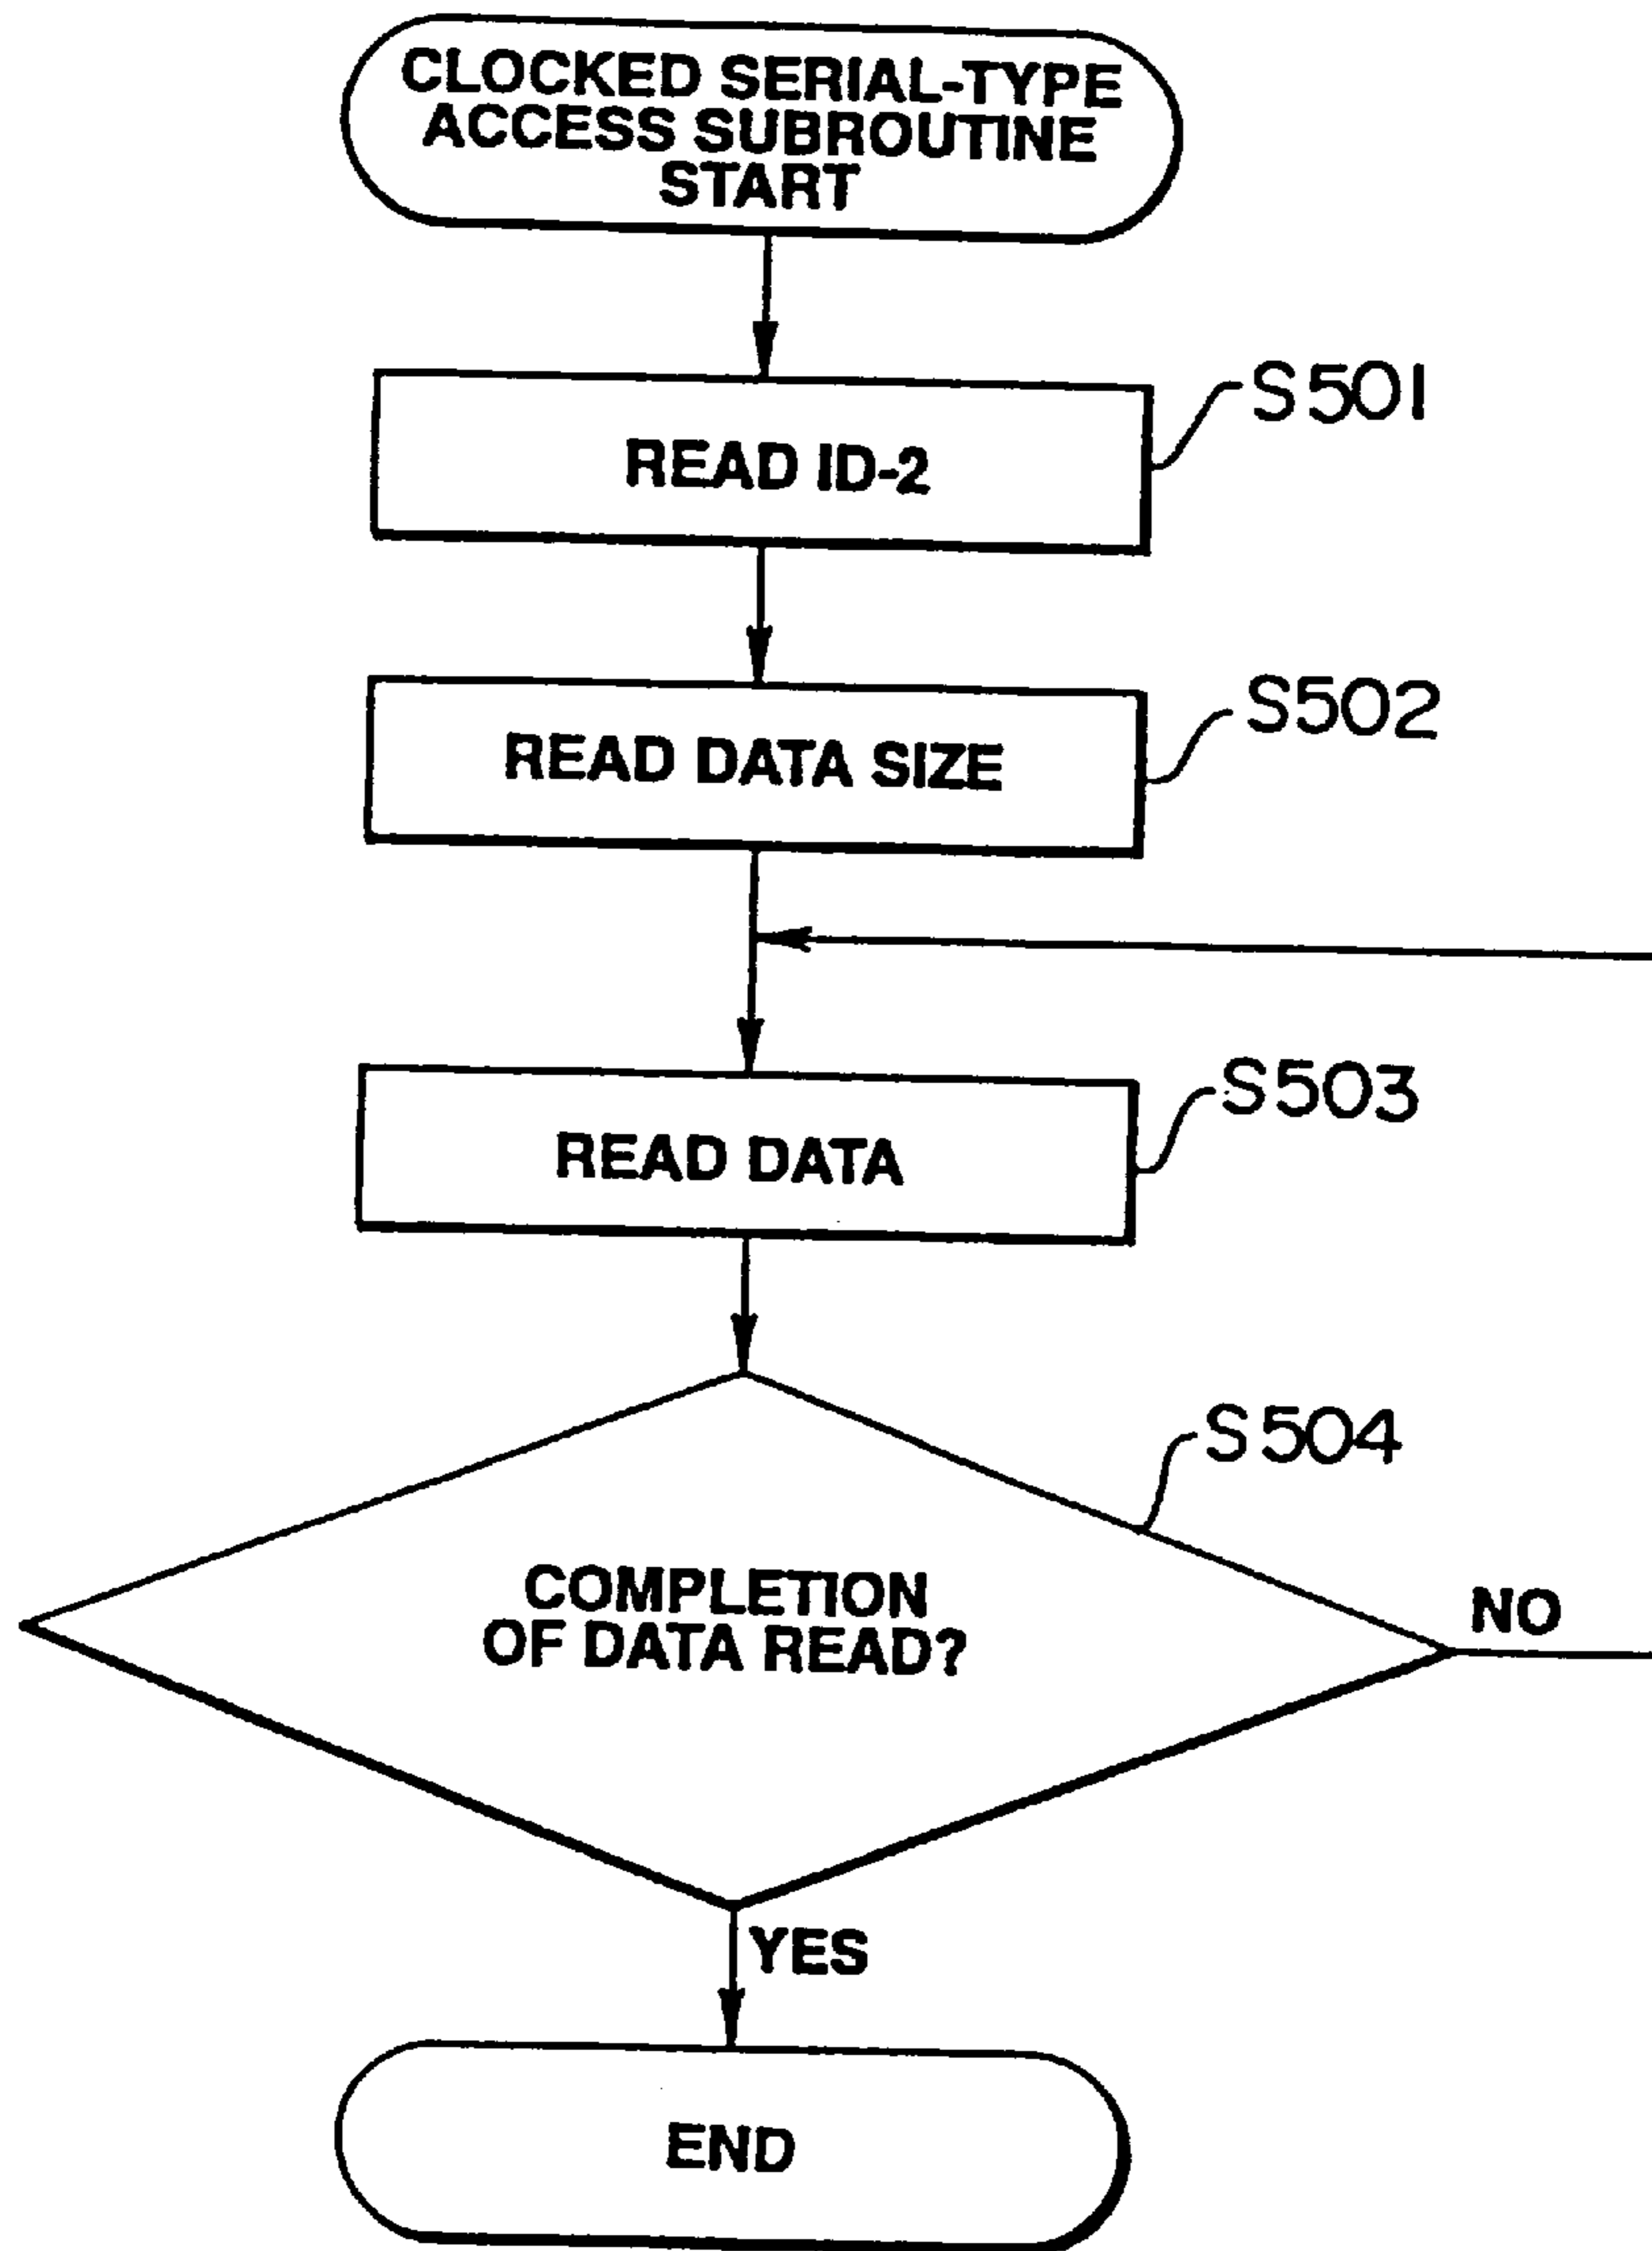 CLOCKED SERIAL-TYPE
ACCESS SUBROUTINE
START
S501
READ ID-2
S502
READ DATA SIZE
S503
READ DATA
S504
COMPLETION
OF DATA READ?
NO
YES
END